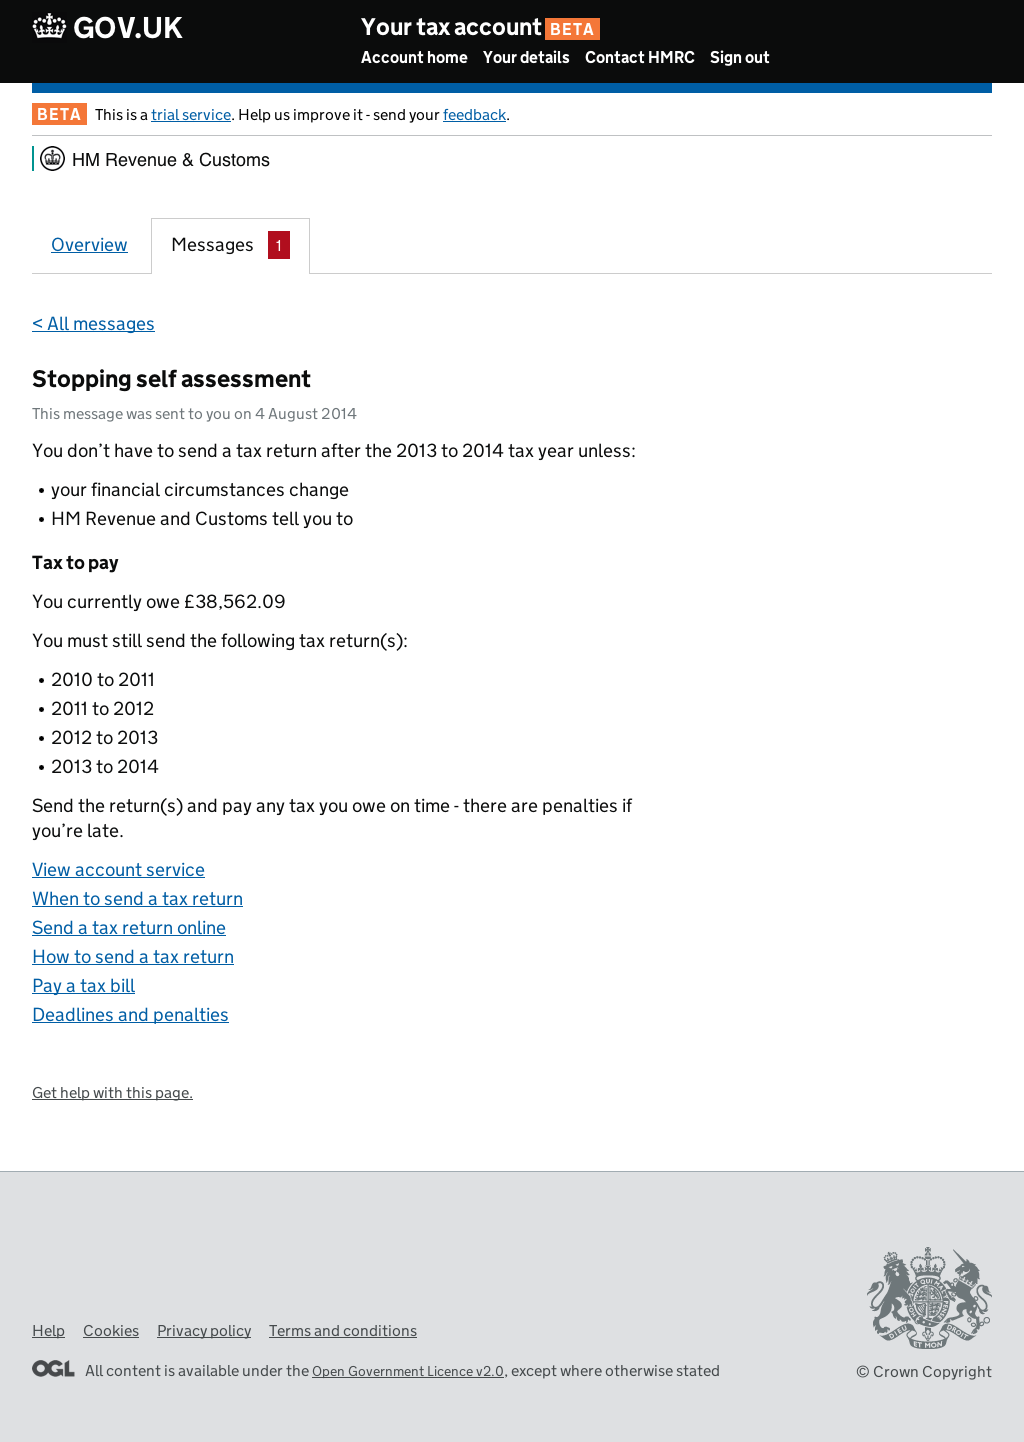 GOV.UK
Your tax account BETA
Account home Your details Contact HMRC Sign out
BETA This is a trial service. Help us improve it - send your feedback.
HM Revenue & Customs
Overview Messages 1
< All messages
Stopping self assessment
This message was sent to you on 4 August 2014
You don’t have to send a tax return after the 2013 to 2014 tax year unless:
• your financial circumstances change
• HM Revenue and Customs tell you to
Tax to pay
You currently owe £38,562.09
You must still send the following tax return(s):
• 2010 to 2011
• 2011 to 2012
• 2012 to 2013
• 2013 to 2014
Send the return(s) and pay any tax you owe on time - there are penalties if
you’re late.
View account service
When to send a tax return
Send a tax return online
How to send a tax return
Pay a tax bill
Deadlines and penalties
Get help with this page.
Help Cookies Privacy policy Terms and conditions
OGL All content is available under the Open Government Licence v2.0, except where otherwise stated
DIEU ET MON DROIT
© Crown Copyright